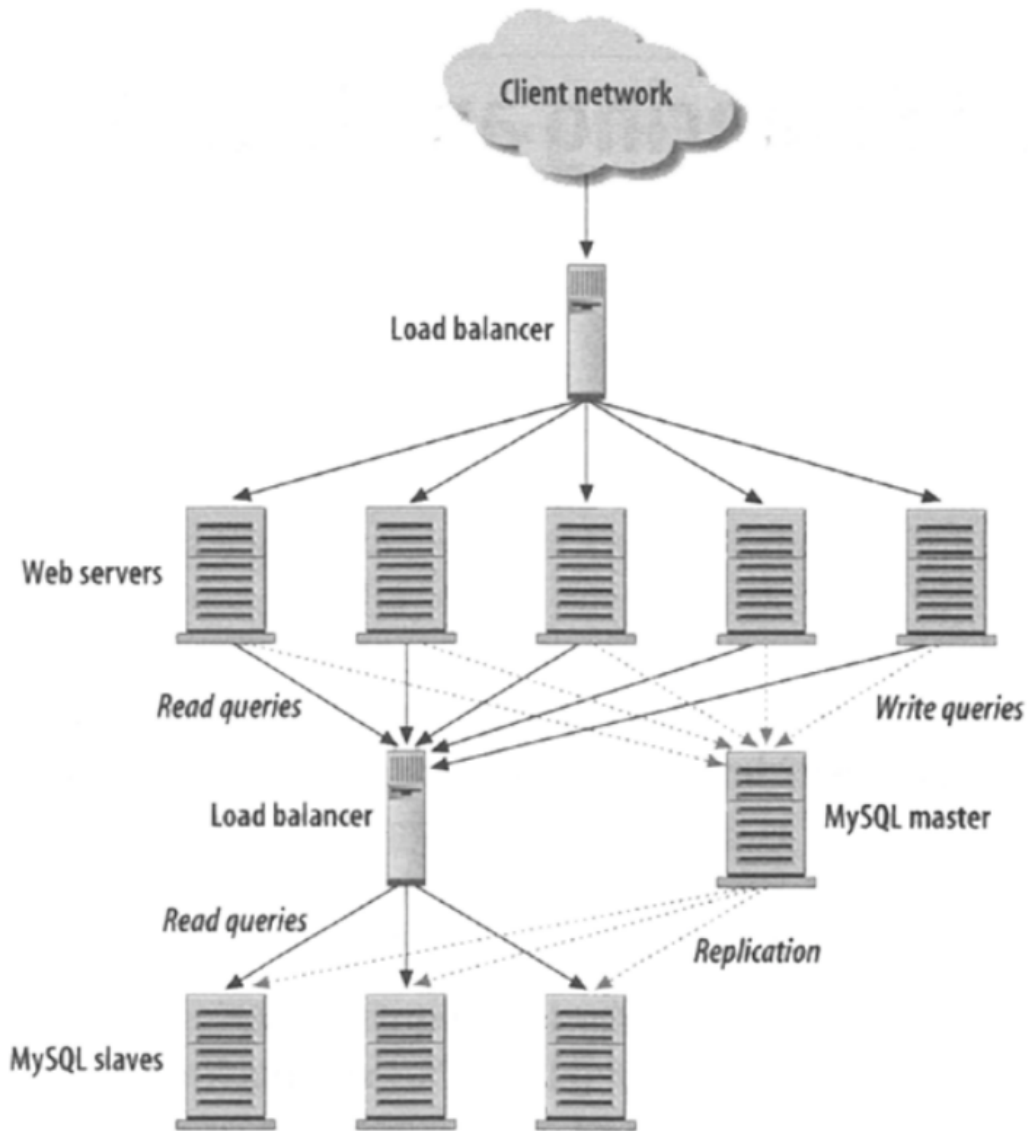 Client network
Load balancer
Web servers
Read queries
Write queries
Load balancer
MySQL master
Read queries
Replication
MySQL slaves